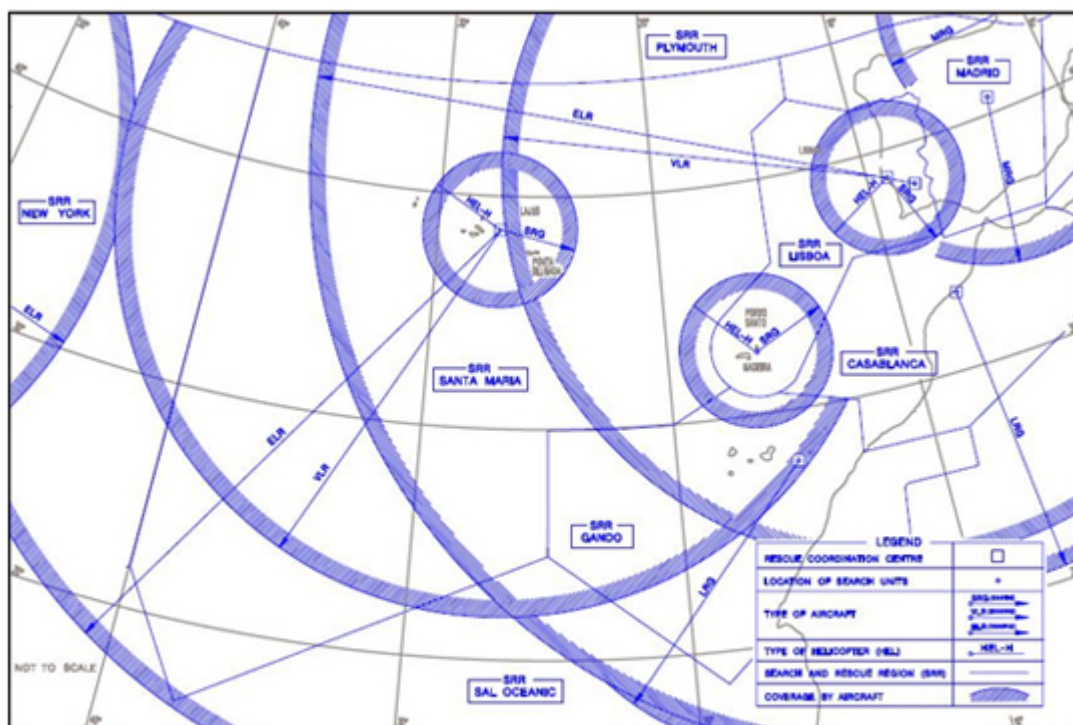 SRR
PLYMOUTH
MRG
SRR
MADRID
ELR
VLR
MRG
SRR
NEW YORK
HEL-H
SRG
LAJES
PONTA
DELGADA
HEL-H
SRG
SRR
LISBOA
ELR
PORTO
SANTO
HEL-H
SRG
MADEIRA
SRR
CASABLANCA
SRR
SANTA MARIA
ELR
VLR
LRG
SRR
GANDO
LRG
NOT TO SCALE
SRR
SAL OCEANIC
LEGEND
RESCUE COORDINATION CENTRE
LOCATION OF SEARCH UNITS
TYPE OF AIRCRAFT
TYPE OF HELICOPTER (HEL)
HEL-H
SEARCH AND RESCUE REGION (SRR)
COVERAGE BY AIRCRAFT